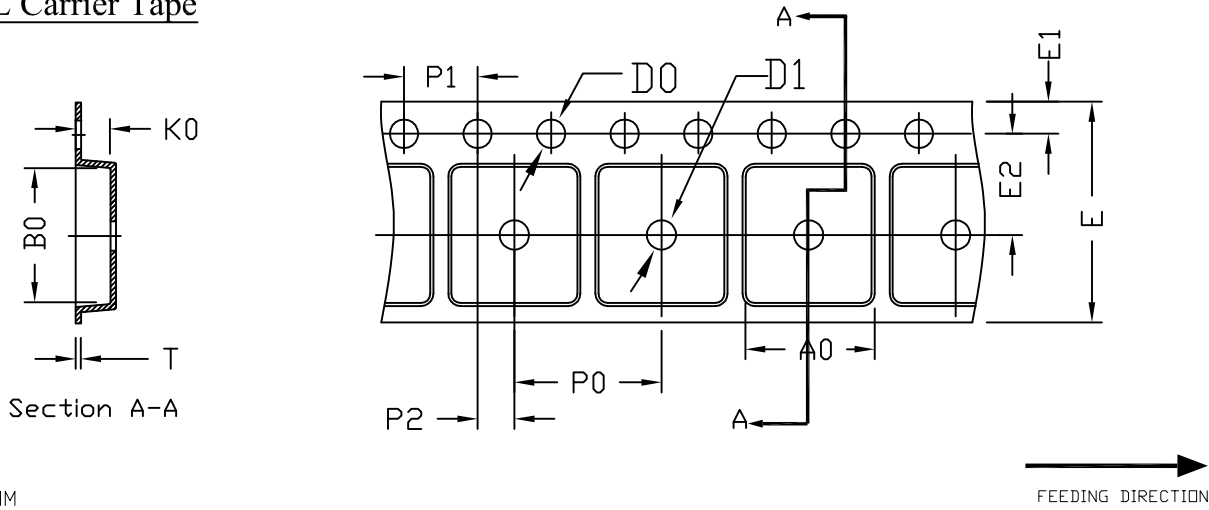 L Carrier Tape
A
E1
P1
D0
D1
K0
E2
B0
E
T
A0
P0
Section A-A
P2
A
FEEDING DIRECTION